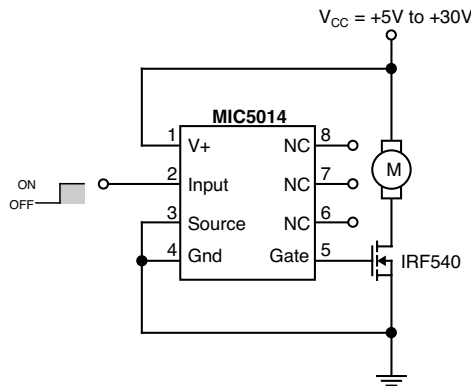 V_CC = +5V to +30V
MIC5014
1 V+ NC 8
2 Input NC 7
3 Source NC 6
4 Gnd Gate 5
ON
OFF
M
IRF540